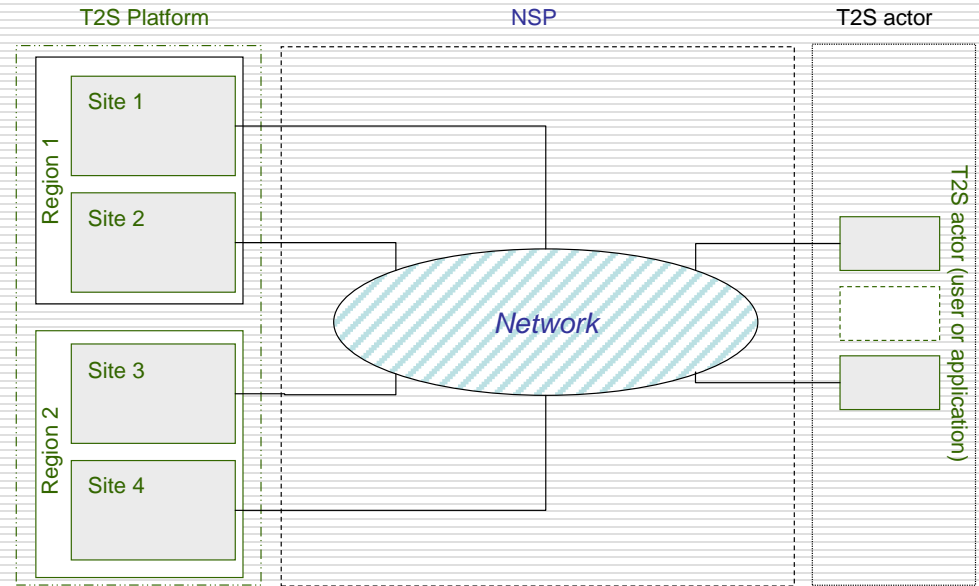 T2S Platform
NSP
T2S actor
Region 1
Site 1
Site 2
Region 2
Site 3
Site 4
Network
T2S actor (user or application)